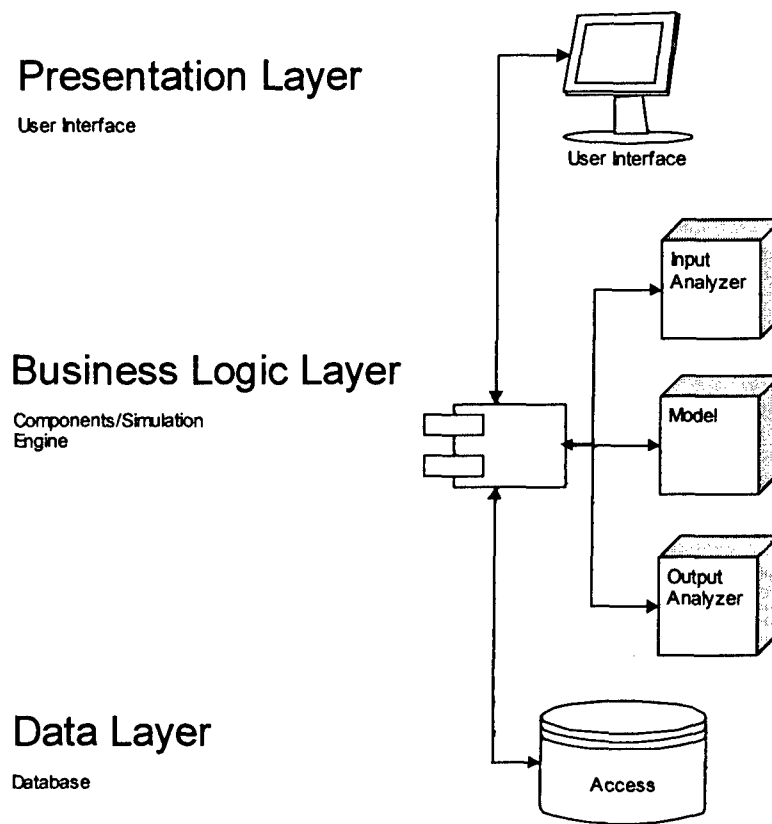 Presentation Layer
User Interface
User Interface
Input
Analyzer
Business Logic Layer
Components/Simulation
Engine
Model
Output
Analyzer
Data Layer
Database
Access